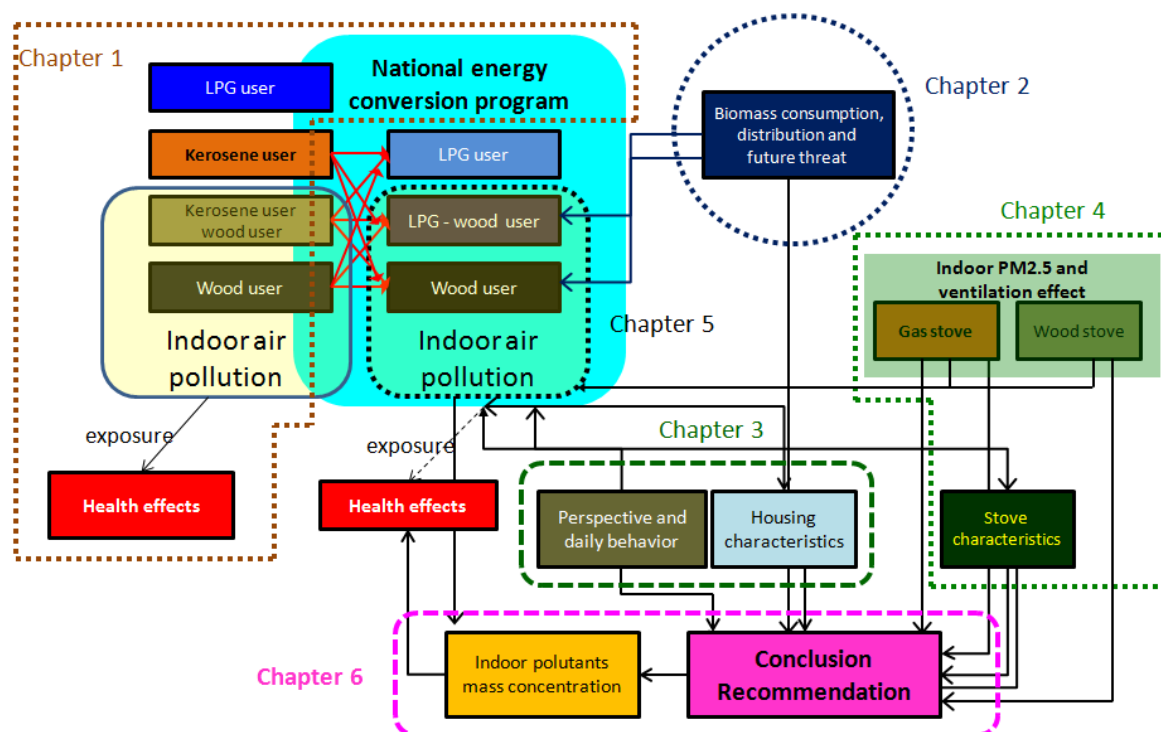 Chapter 1
LPG user
Kerosene user
Kerosene user
wood user
Wood user
Indoor air
pollution
exposure
Health effects
National energy
conversion program
LPG user
LPG - wood user
Wood user
Indoor air
pollution
Chapter 5
exposure
Health effects
Biomass consumption,
distribution and
future threat
Chapter 2
Chapter 4
Indoor PM2.5 and
ventilation effect
Gas stove
Wood stove
Chapter 3
Perspective and
daily behavior
Housing
characteristics
Stove
characteristics
Chapter 6
Indoor polutants
mass concentration
Conclusion
Recommendation